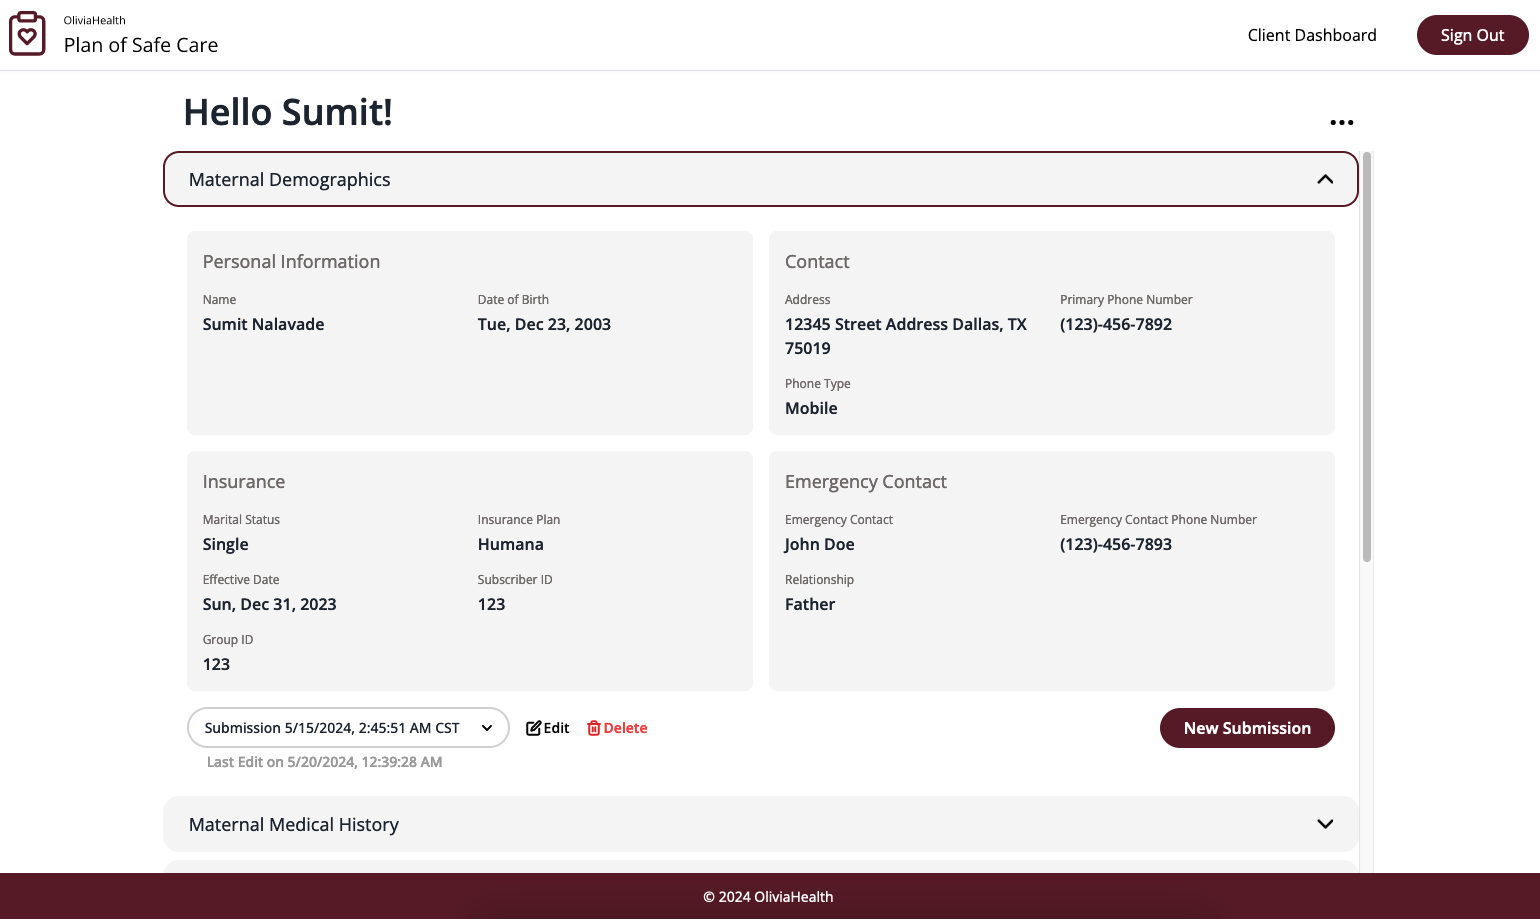 OliviaHealth
Plan of Safe Care
Client Dashboard
Sign Out
Hello Sumit!
Maternal Demographics
Personal Information
Name
Sumit Nalavade
Date of Birth
Tue, Dec 23, 2003
Contact
Address
12345 Street Address Dallas, TX
75019
Primary Phone Number
(123)-456-7892
Phone Type
Mobile
Insurance
Marital Status
Single
Insurance Plan
Humana
Effective Date
Sun, Dec 31, 2023
Subscriber ID
123
Group ID
123
Emergency Contact
Emergency Contact
John Doe
Emergency Contact Phone Number
(123)-456-7893
Relationship
Father
Submission 5/15/2024, 2:45:51 AM CST
Edit
Delete
New Submission
Last Edit on 5/20/2024, 12:39:28 AM
Maternal Medical History
© 2024 OliviaHealth